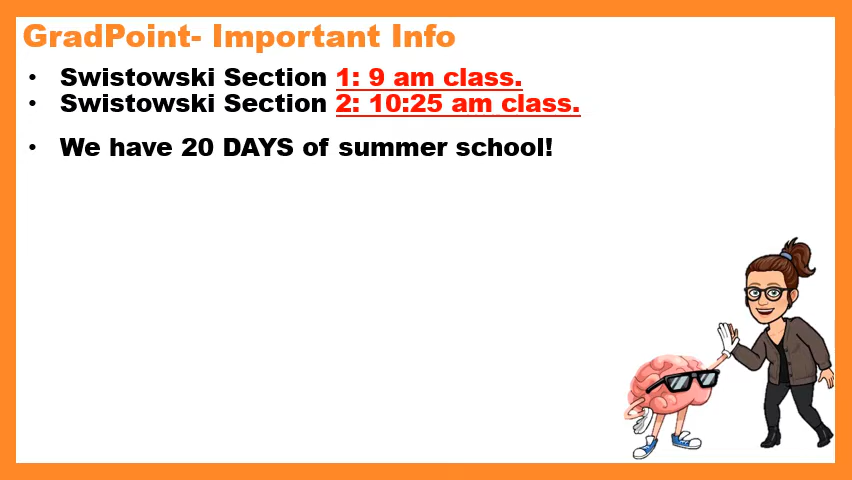 GradPoint- Important Info
• Swistowski Section 1: 9 am class.
• Swistowski Section 2: 10:25 am class.
• We have 20 DAYS of summer school!